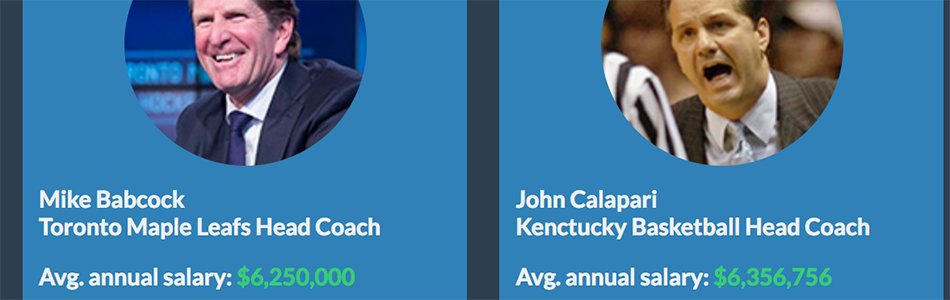 Mike Babcock
Toronto Maple Leafs Head Coach
Avg. annual salary: $6,250,000
John Calapari
Kenctucky Basketball Head Coach
Avg. annual salary: $6,356,756